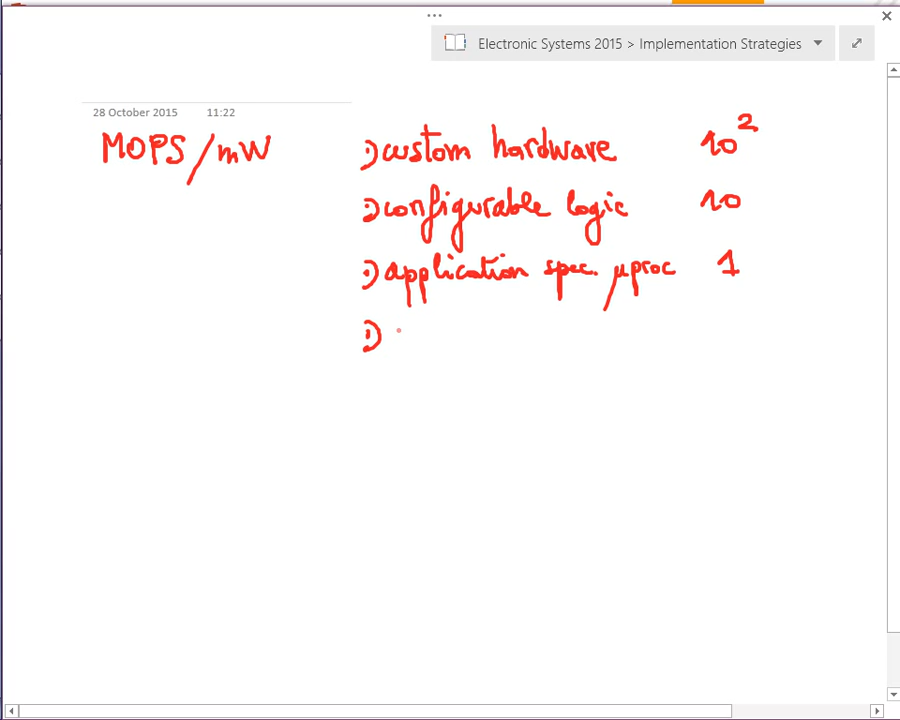 Electronic Systems 2015 > Implementation Strategies
28 October 2015 11:22
MOPS/mW
:) custom hardware 10²
:) configurable logic 10
:) application spec. μproc 1
:)